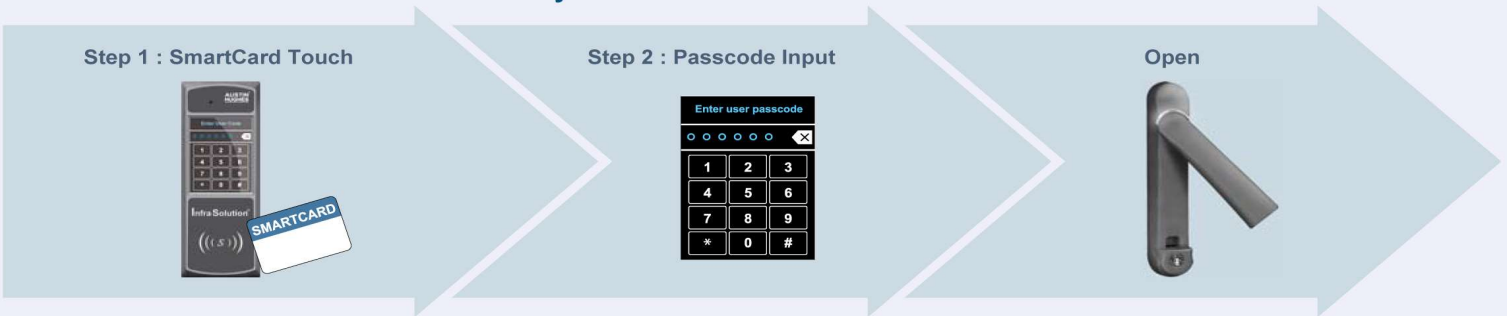 Step 1 : SmartCard Touch
AUSTIN
HUGHES
Enter User Code
1 2 3
4 5 6
7 8 9
* 0 #
Intra Solution
(((S)))
SMARTCARD
Step 2 : Passcode Input
Enter user passcode
1 2 3
4 5 6
7 8 9
* 0 #
Open